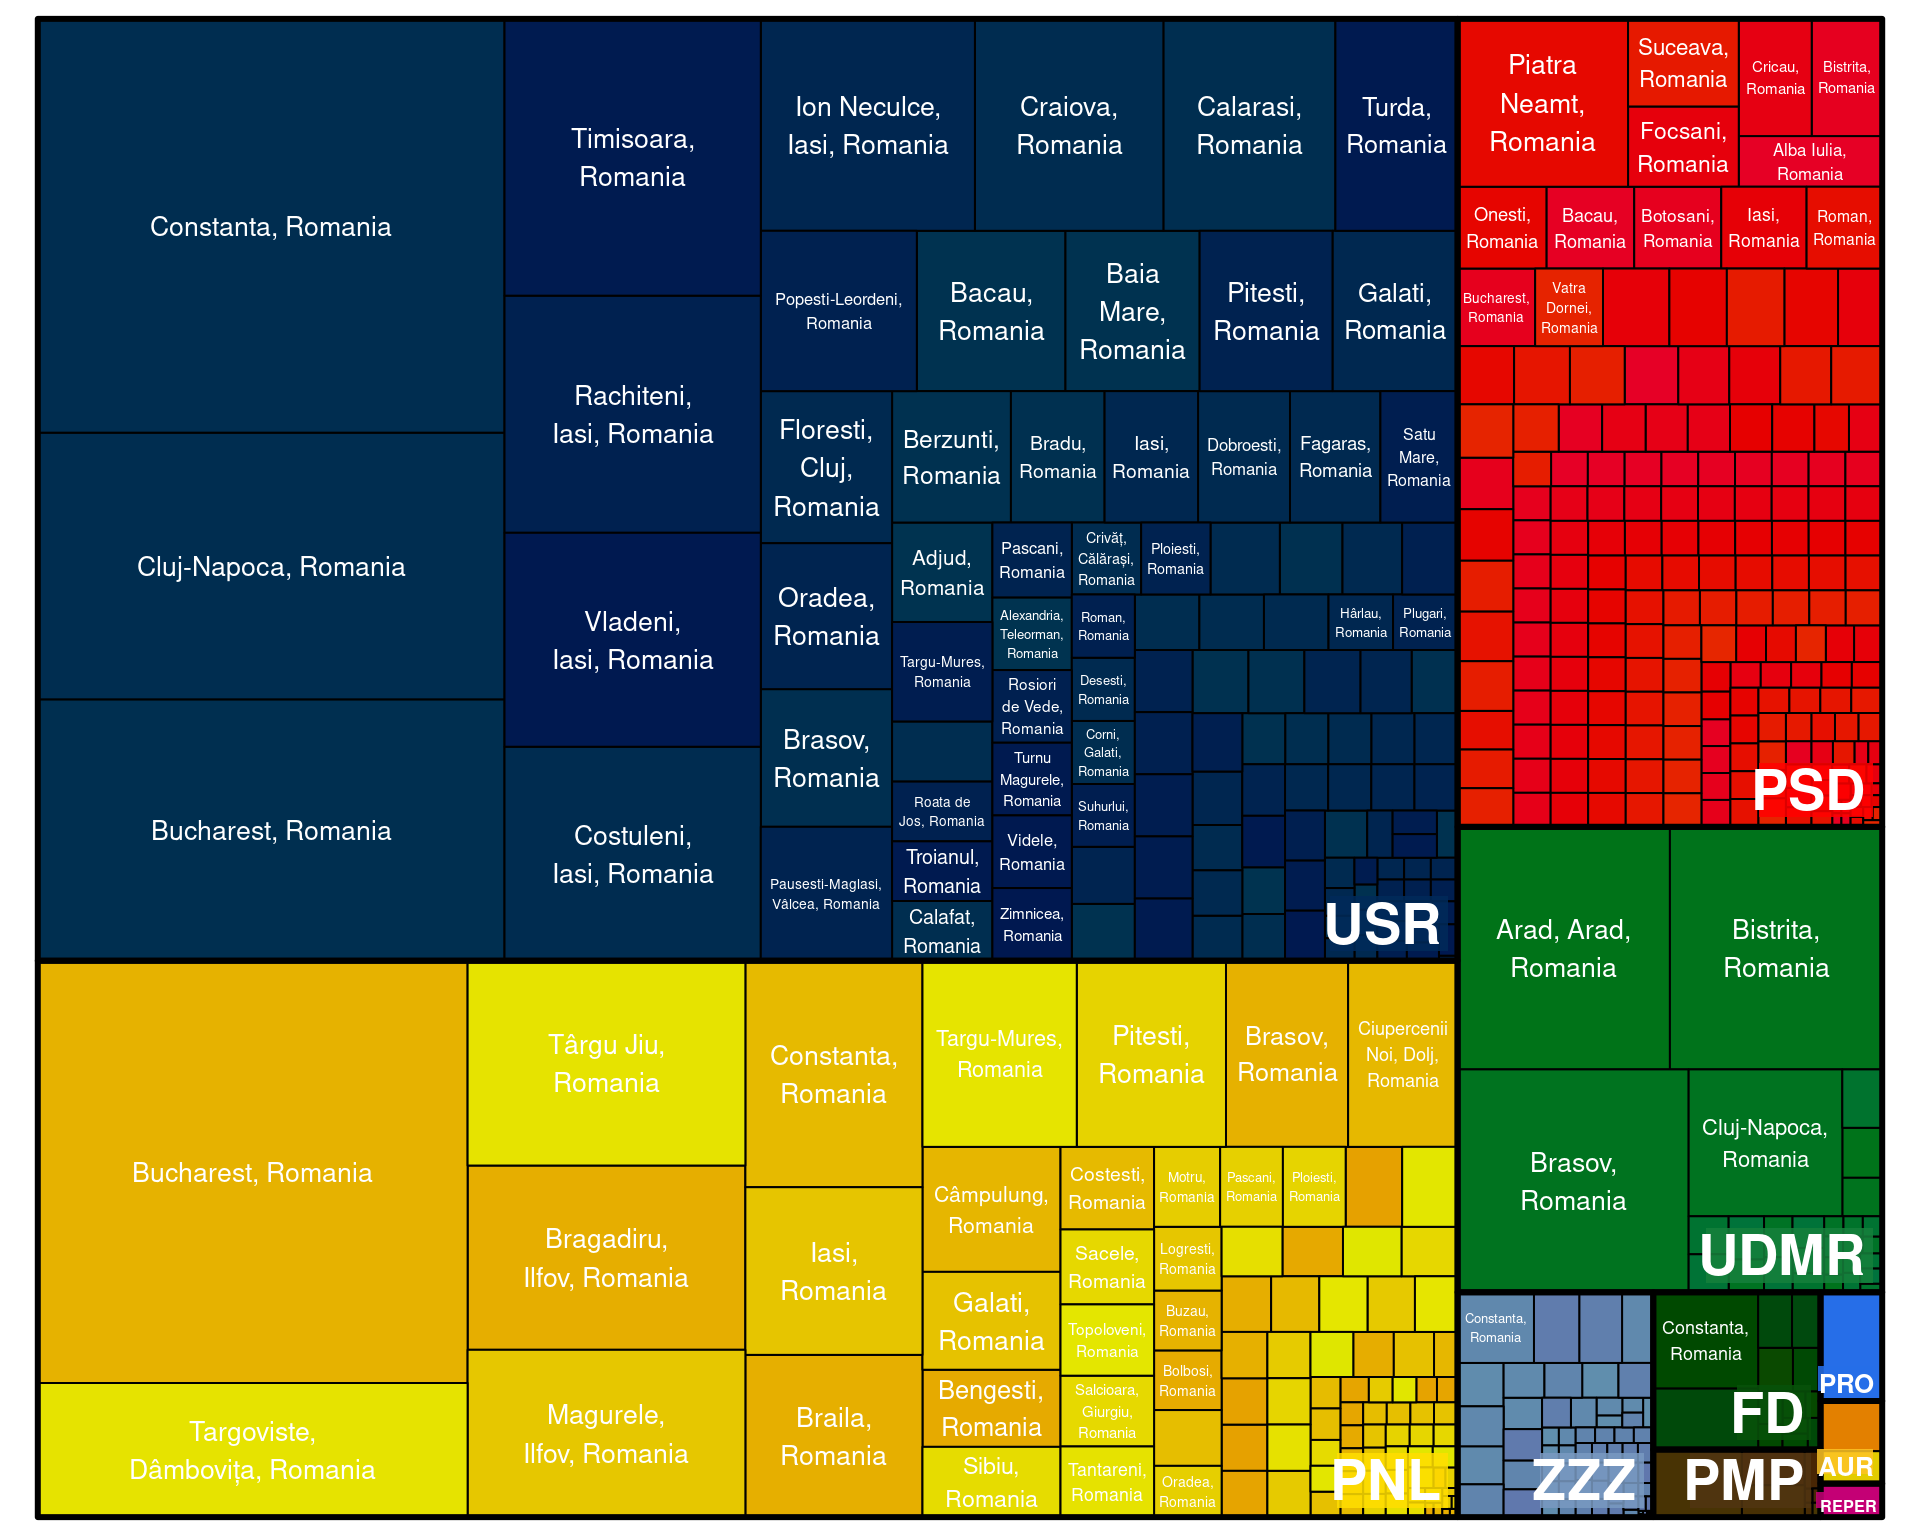 Constanta, Romania
Cluj-Napoca, Romania
Bucharest, Romania
Timisoara,
Romania
Rachiteni,
Iasi, Romania
Vladeni,
Iasi, Romania
Costuleni,
Iasi, Romania
Ion Neculce,
Iasi, Romania
Craiova,
Romania
Calarasi,
Romania
Turda,
Romania
Popesti-Leordeni,
Romania
Bacau,
Romania
Baia
Mare,
Romania
Pitesti,
Romania
Galati,
Romania
Floresti,
Cluj,
Romania
Oradea,
Romania
Brasov,
Romania
Pausesti-Maglasi,
Vâlcea, Romania
Berzunti,
Romania
Bradu,
Romania
Iasi,
Romania
Dobroesti,
Romania
Fagaras,
Romania
Satu
Mare,
Romania
Adjud,
Romania
Targu-Mures,
Romania
Roata de
Jos, Romania
Troianul,
Romania
Calafat,
Romania
Pascani,
Romania
Alexandria,
Teleorman,
Romania
Rosiori
de Vede,
Romania
Turnu
Magurele,
Romania
Videle,
Romania
Zimnicea,
Romania
Crivăț,
Călărași,
Romania
Ploiesti,
Romania
Roman,
Romania
Desesti,
Romania
Corni,
Galati,
Romania
Suhurlui,
Romania
Hârlau,
Romania
Plugari,
Romania
USR
Piatra
Neamt,
Romania
Suceava,
Romania
Focsani,
Romania
Cricau,
Romania
Bistrita,
Romania
Alba Iulia,
Romania
Onesti,
Romania
Bacau,
Romania
Botosani,
Romania
Iasi,
Romania
Roman,
Romania
Bucharest,
Romania
Vatra
Dornei,
Romania
PSD
Bucharest, Romania
Targoviste,
Dâmbovița, Romania
Târgu Jiu,
Romania
Bragadiru,
Ilfov, Romania
Magurele,
Ilfov, Romania
Constanta,
Romania
Iasi,
Romania
Braila,
Romania
Targu-Mures,
Romania
Pitesti,
Romania
Brasov,
Romania
Ciupercenii
Noi, Dolj,
Romania
Câmpulung,
Romania
Galati,
Romania
Bengesti,
Romania
Sibiu,
Romania
Costesti,
Romania
Sacele,
Romania
Topoloveni,
Romania
Salcioara,
Giurgiu,
Romania
Tantareni,
Romania
Motru,
Romania
Pascani,
Romania
Ploiesti,
Romania
Logresti,
Romania
Buzau,
Romania
Bolbosi,
Romania
Oradea,
Romania
PNL
Arad, Arad,
Romania
Bistrita,
Romania
Brasov,
Romania
Cluj-Napoca,
Romania
UDMR
Constanta,
Romania
ZZZ
Constanta,
Romania
FD
PMP
PRO
AUR
REPER